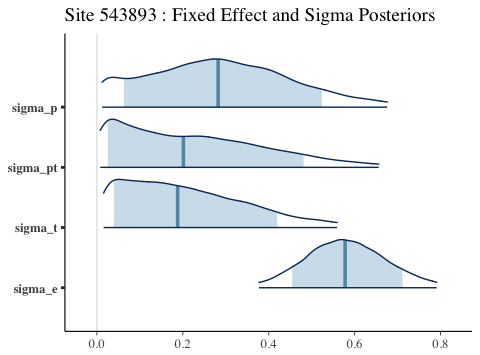 Site 543893 : Fixed Effect and Sigma Posteriors
sigma_p
sigma_pt
sigma_t
sigma_e
0.0 0.2 0.4 0.6 0.8